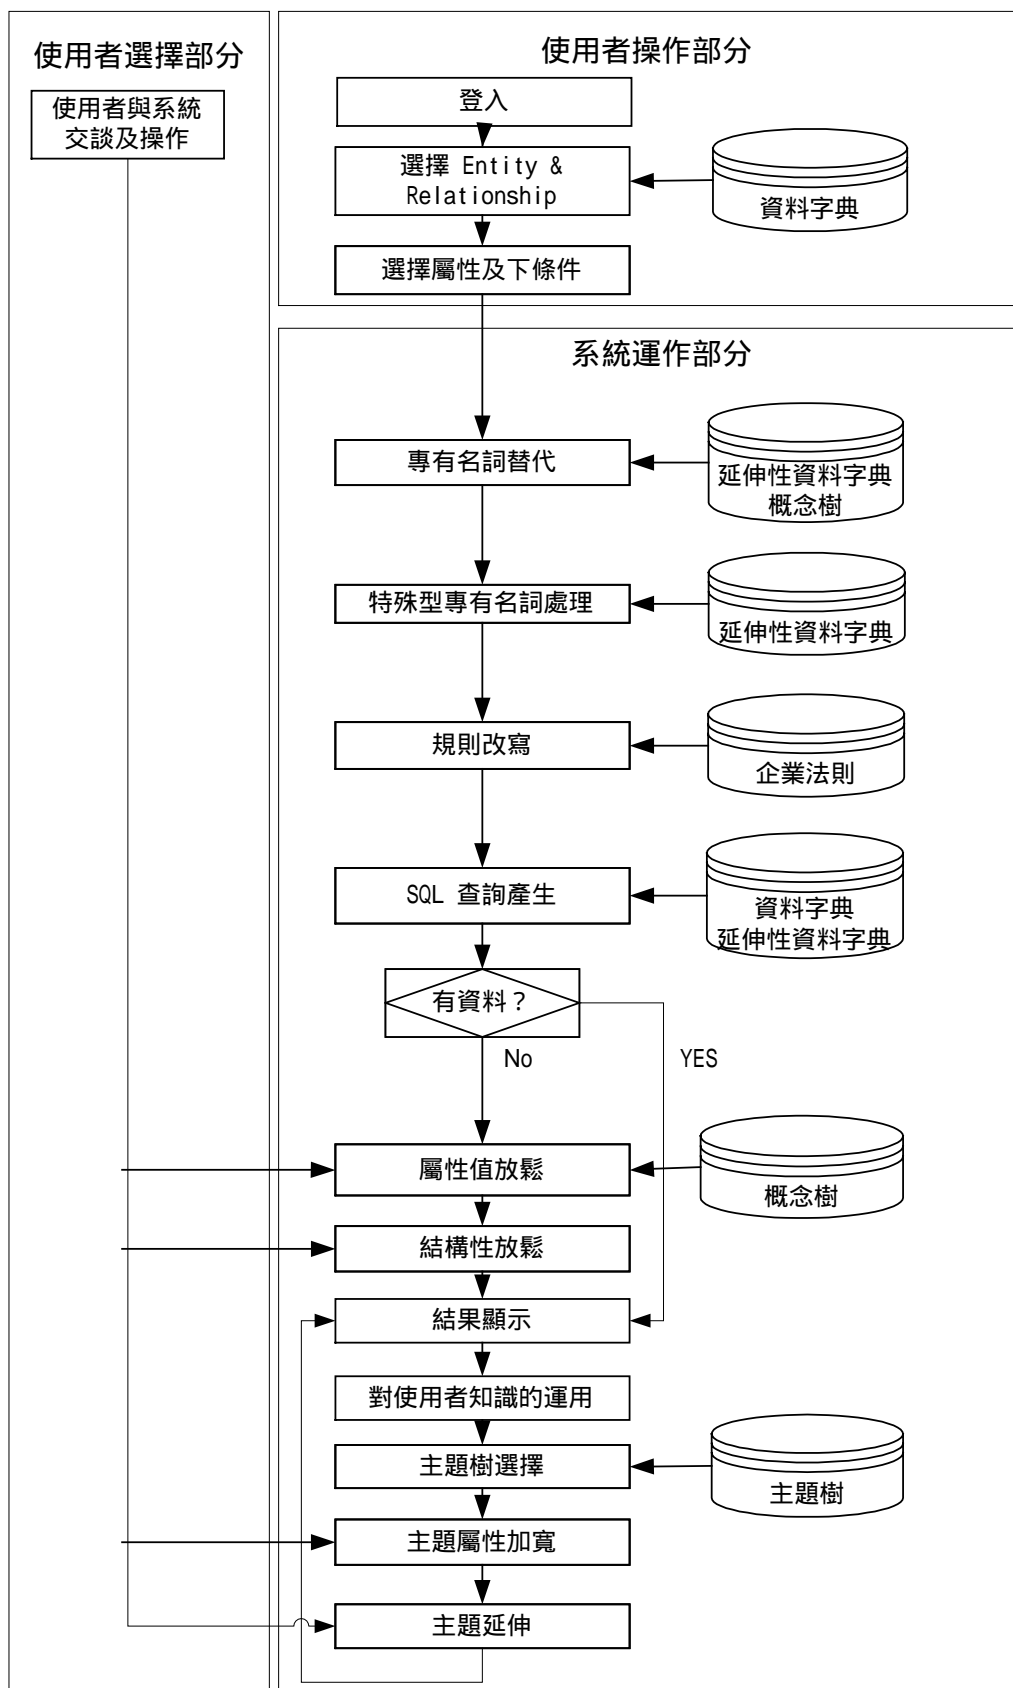 使用者選擇部分
使用者與系統
交談及操作
使用者操作部分
登入
選擇 Entity &
Relationship
資料字典
選擇屬性及下條件
系統運作部分
專有名詞替代
延伸性資料字典
概念樹
特殊型專有名詞處理
延伸性資料字典
規則改寫
企業法則
SQL 查詢產生
資料字典
延伸性資料字典
有資料？
No
YES
屬性值放鬆
概念樹
結構性放鬆
結果顯示
對使用者知識的運用
主題樹選擇
主題樹
主題屬性加寬
主題延伸